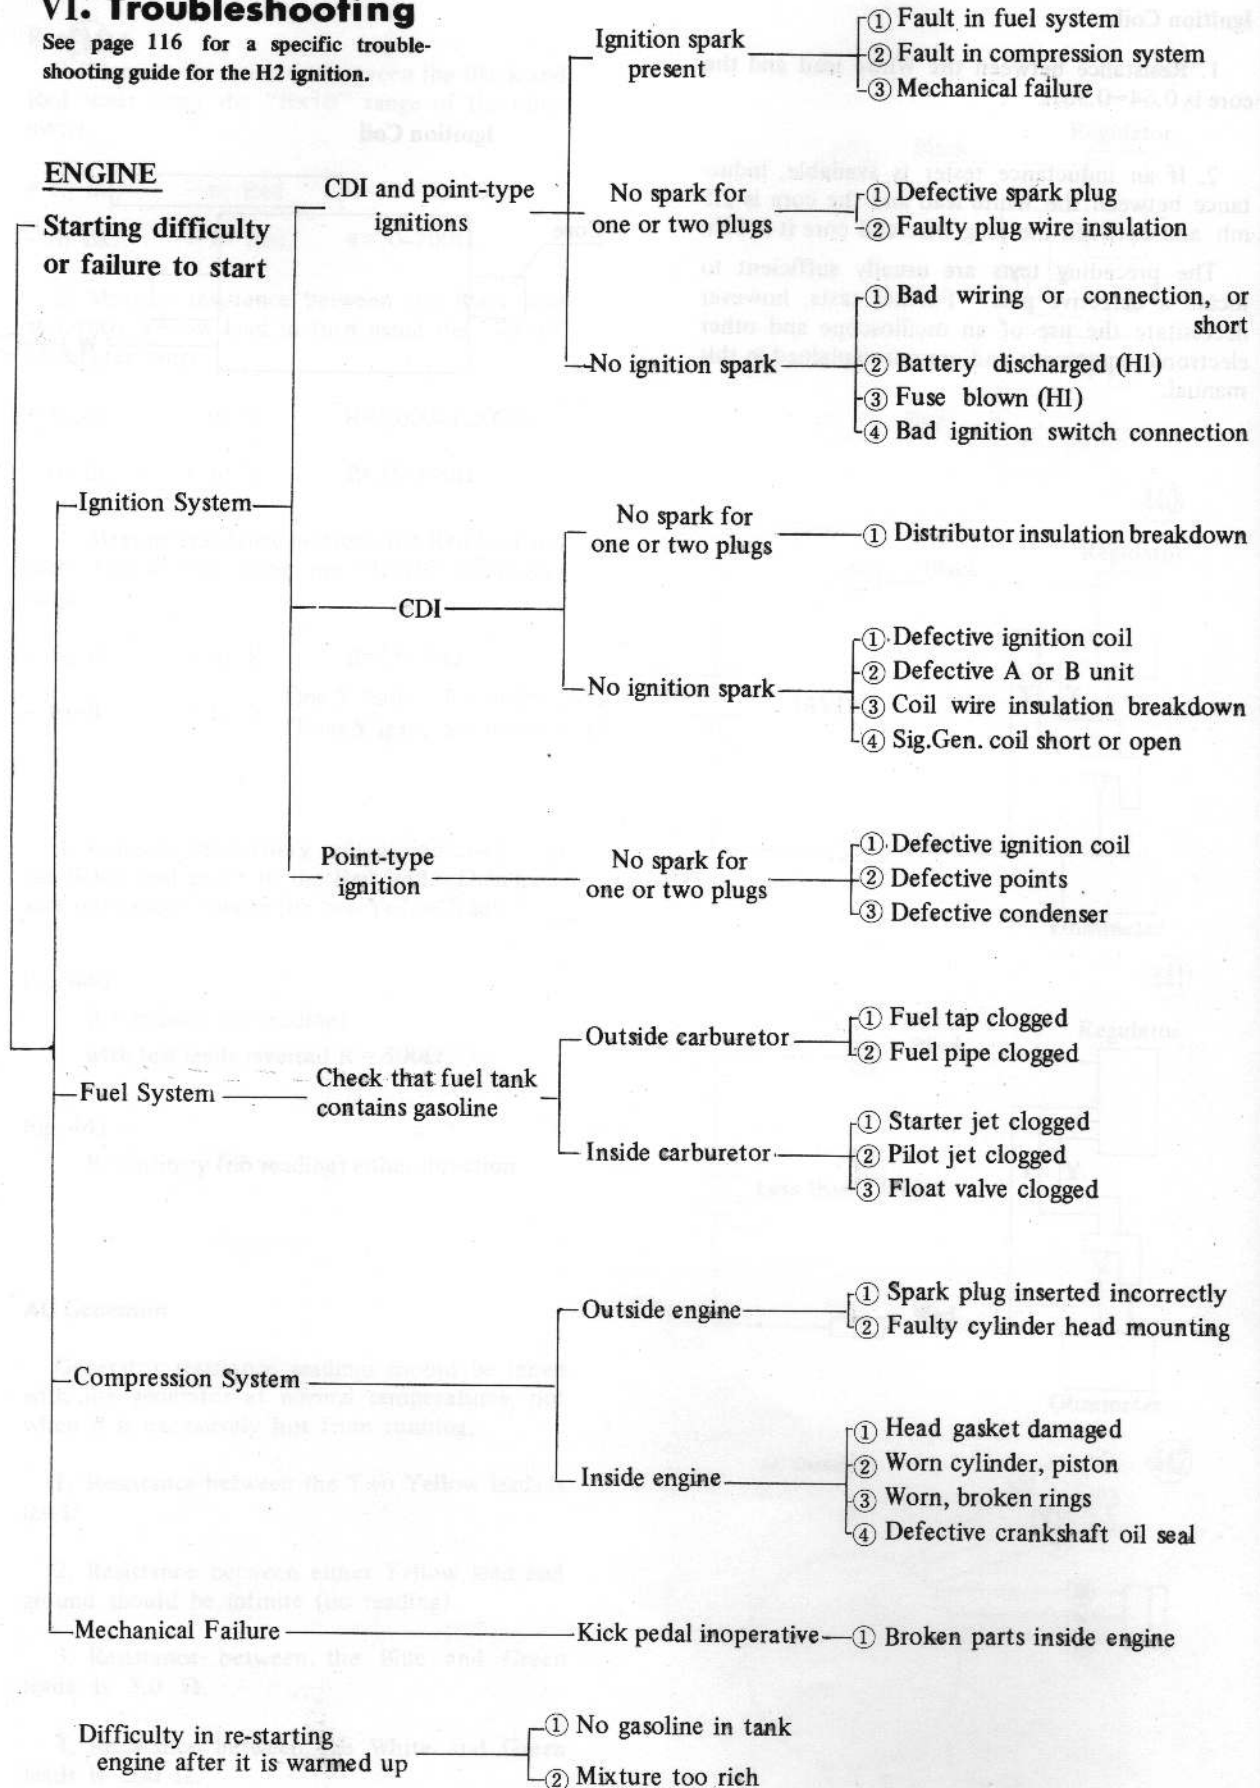 VI. Troubleshooting
See page 116 for a specific trouble-
shooting guide for the H2 ignition.
ENGINE
Starting difficulty
or failure to start
Ignition System
CDI and point-type
ignitions
Ignition spark
present
① Fault in fuel system
② Fault in compression system
③ Mechanical failure
No spark for
one or two plugs
① Defective spark plug
② Faulty plug wire insulation
No ignition spark
① Bad wiring or connection, or
short
② Battery discharged (H1)
③ Fuse blown (H1)
④ Bad ignition switch connection
CDI
No spark for
one or two plugs
① Distributor insulation breakdown
No ignition spark
① Defective ignition coil
② Defective A or B unit
③ Coil wire insulation breakdown
④ Sig.Gen. coil short or open
Point-type
ignition
No spark for
one or two plugs
① Defective ignition coil
② Defective points
③ Defective condenser
Fuel System
Check that fuel tank
contains gasoline
Outside carburetor
① Fuel tap clogged
② Fuel pipe clogged
Inside carburetor
① Starter jet clogged
② Pilot jet clogged
③ Float valve clogged
Compression System
Outside engine
① Spark plug inserted incorrectly
② Faulty cylinder head mounting
Inside engine
① Head gasket damaged
② Worn cylinder, piston
③ Worn, broken rings
④ Defective crankshaft oil seal
Mechanical Failure
Kick pedal inoperative
① Broken parts inside engine
Difficulty in re-starting
engine after it is warmed up
① No gasoline in tank
② Mixture too rich